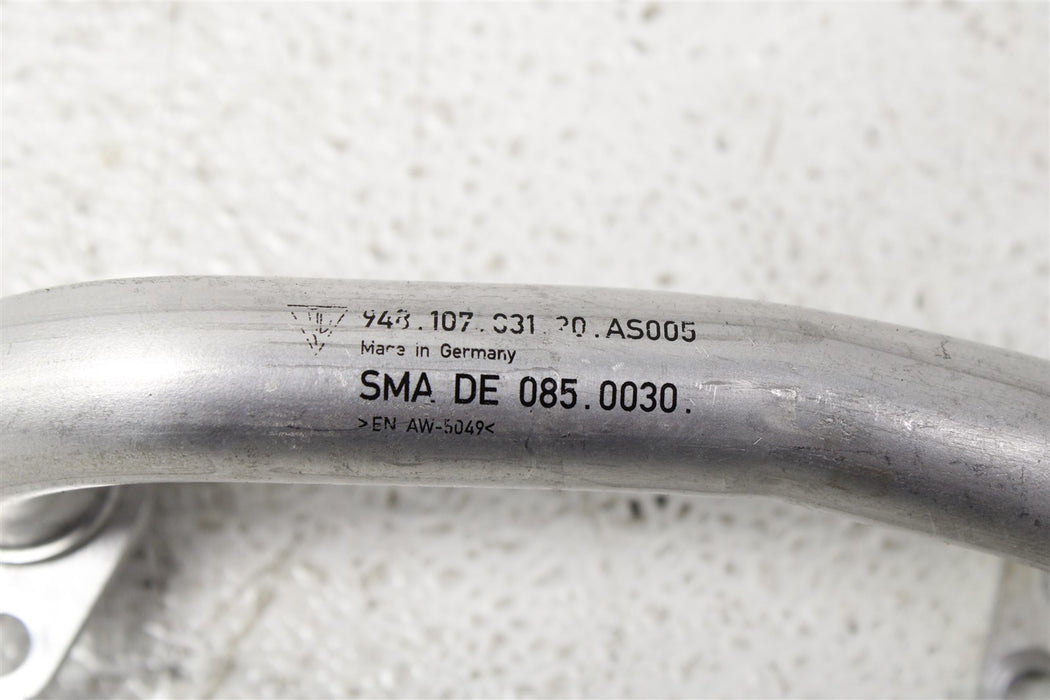 948.107.031.20.AS005
Made in Germany
SMA DE 085.0030.
>EN AW-5049<